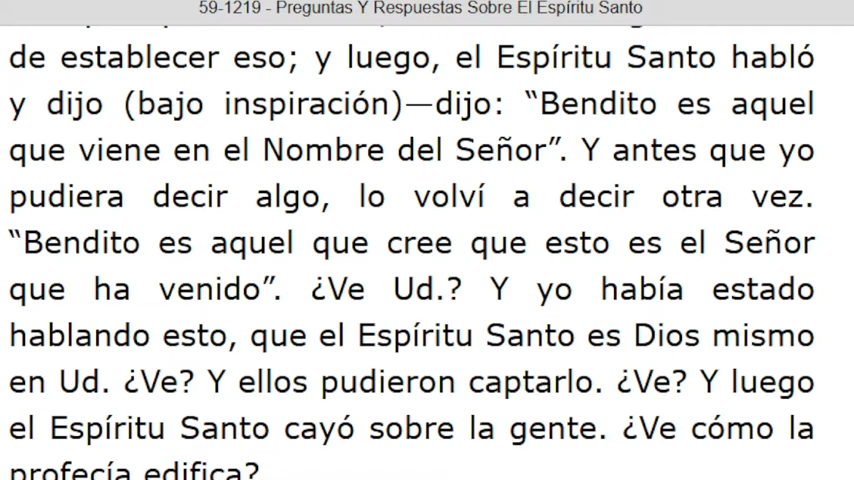 59-1219 - Preguntas Y Respuestas Sobre El Espíritu Santo
de establecer eso; y luego, el Espíritu Santo habló
y dijo (bajo inspiración)—dijo: “Bendito es aquel
que viene en el Nombre del Señor”. Y antes que yo
pudiera decir algo, lo volví a decir otra vez.
“Bendito es aquel que cree que esto es el Señor
que ha venido”. ¿Ve Ud.? Y yo había estado
hablando esto, que el Espíritu Santo es Dios mismo
en Ud. ¿Ve? Y ellos pudieron captarlo. ¿Ve? Y luego
el Espíritu Santo cayó sobre la gente. ¿Ve cómo la
profecía edifica?